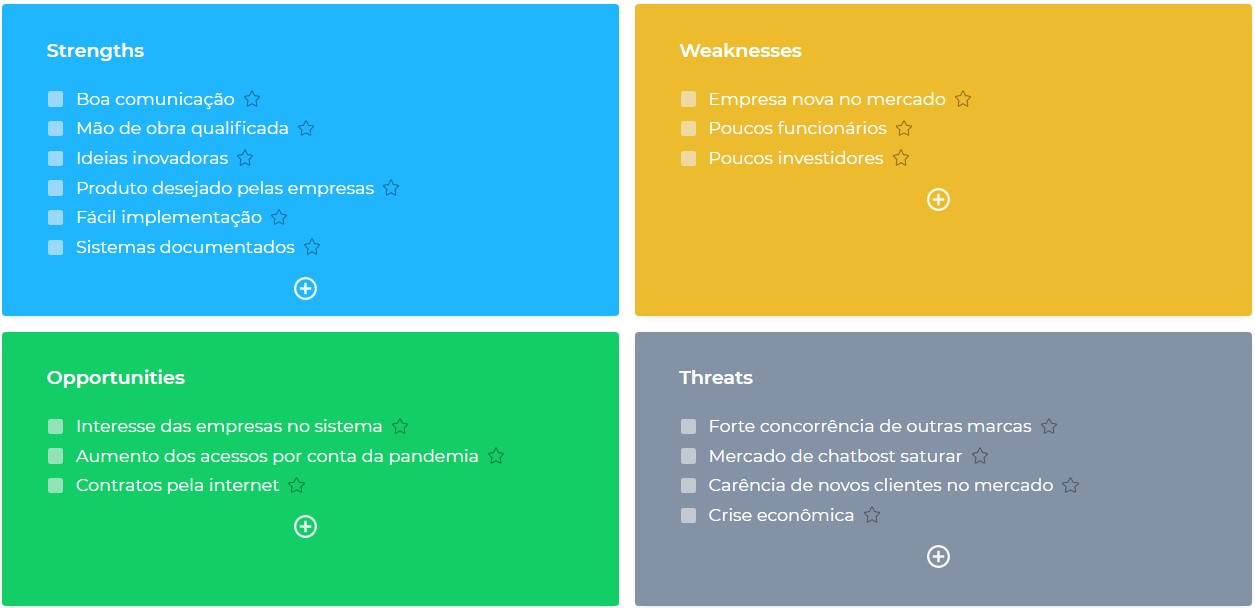 Strengths
Boa comunicação
Mão de obra qualificada
Ideias inovadoras
Produto desejado pelas empresas
Fácil implementação
Sistemas documentados
Weaknesses
Empresa nova no mercado
Poucos funcionários
Poucos investidores
Opportunities
Interesse das empresas no sistema
Aumento dos acessos por conta da pandemia
Contratos pela internet
Threats
Forte concorrência de outras marcas
Mercado de chatbost saturar
Carência de novos clientes no mercado
Crise econômica